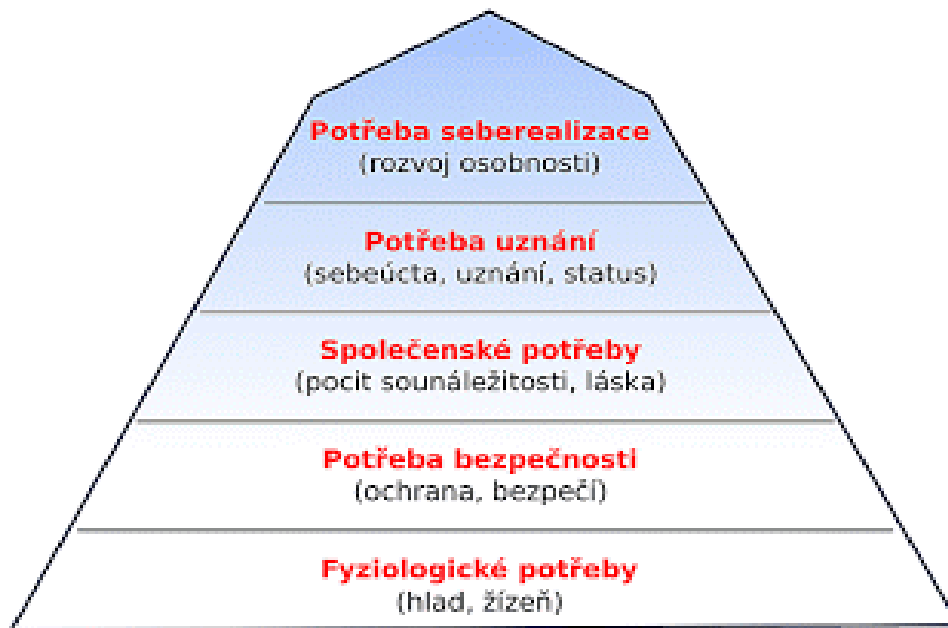 Potřeba seberealizace
(rozvoj osobnosti)
Potřeba uznání
(sebeúcta, uznání, status)
Společenské potřeby
(pocit sounáležitosti, láska)
Potřeba bezpečnosti
(ochrana, bezpečí)
Fyziologické potřeby
(hlad, žízeň)